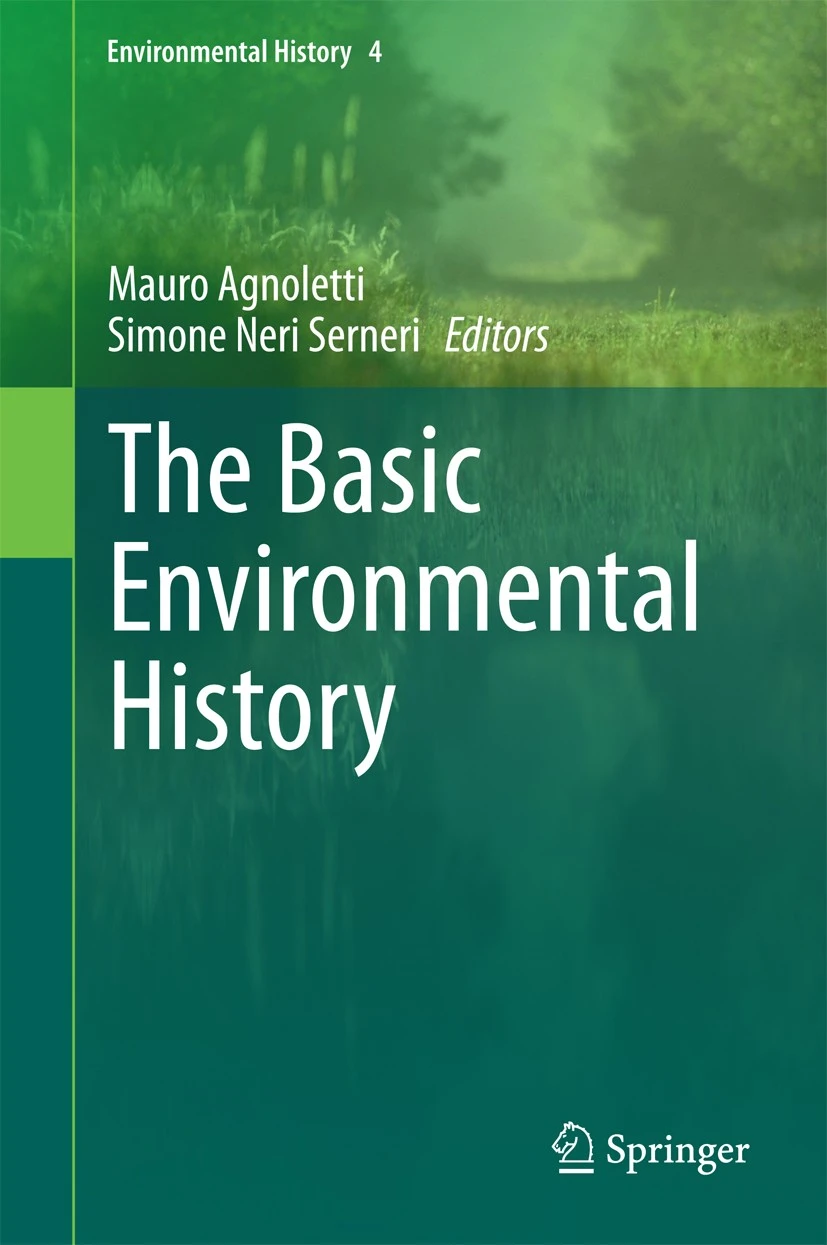 Environmental History 4
Mauro Agnoletti
Simone Neri Serneri Editors
The Basic
Environmental
History
Springer